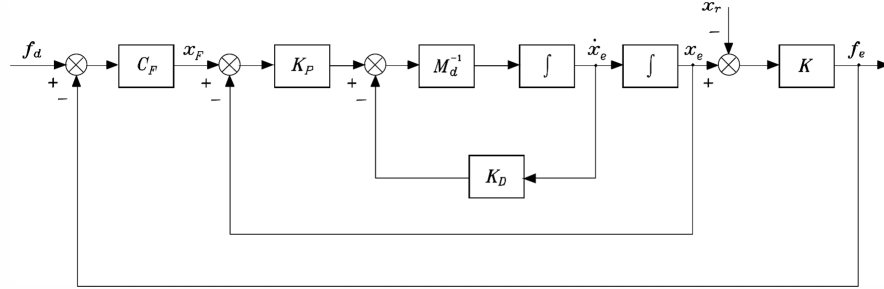 x_r
f_d
x_F
ẋ_e
x_e
f_e
−
C_F
K_P
M_d^{-1}
∫
∫
K
+
−
+
−
+
−
+
K_D